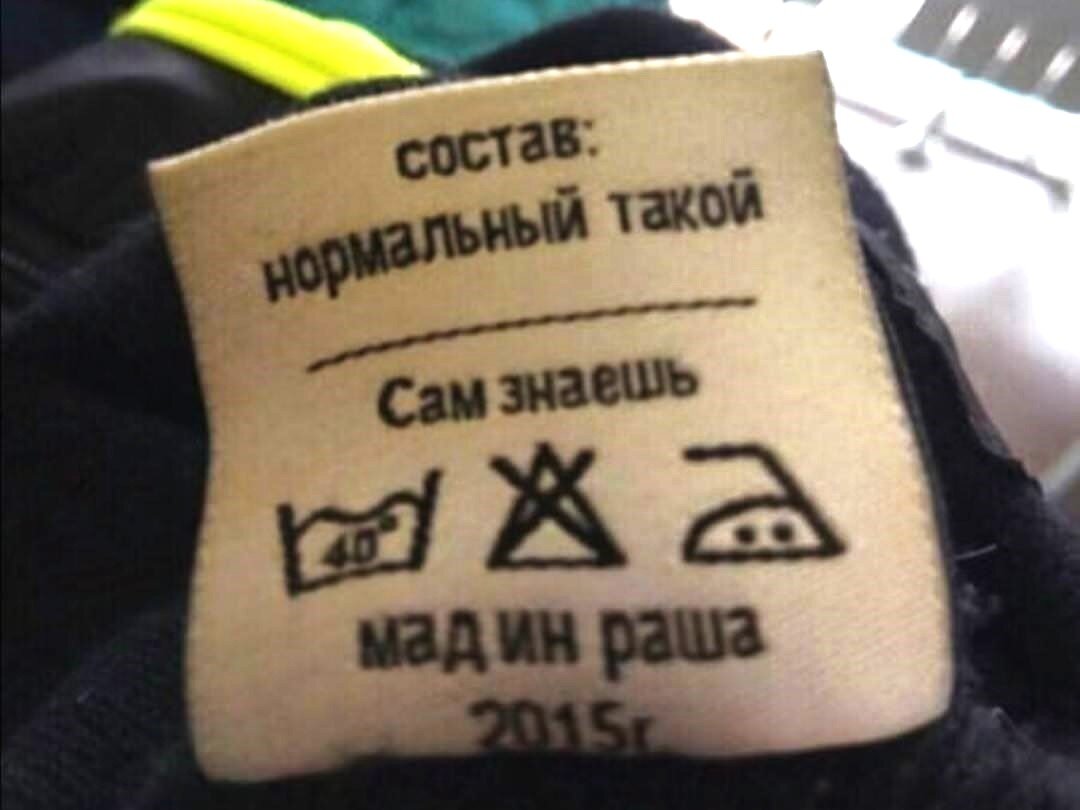 состав:
нормальный такой
Сам знаешь
40°
мад ин раша
2015г